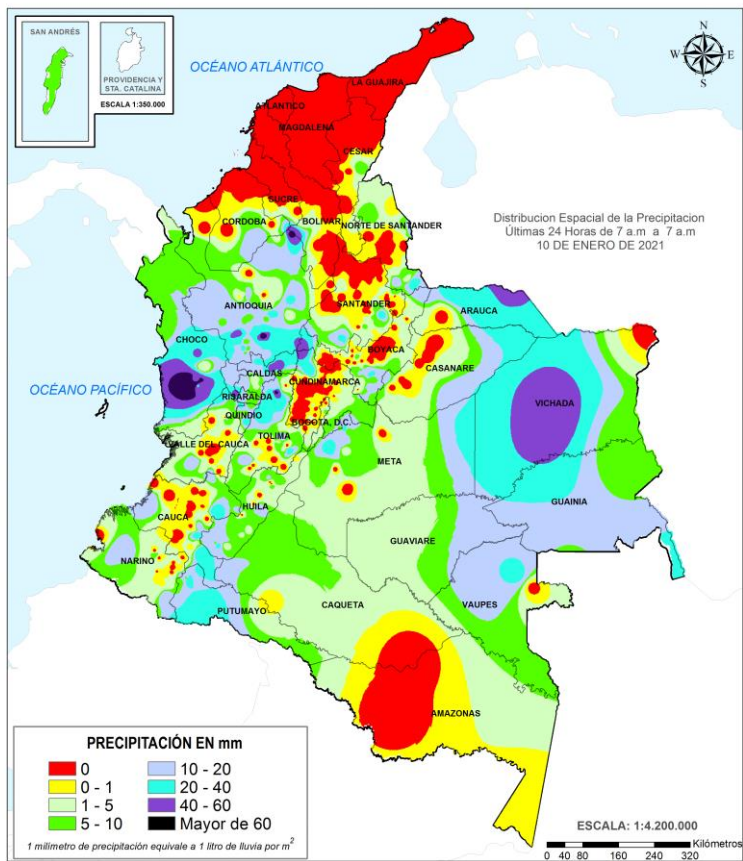 SAN ANDRÉS
PROVIDENCIA Y
STA. CATALINA
ESCALA 1:350.000
OCÉANO ATLÁNTICO
N
W E
S
LA GUAJIRA
ATLANTICO
MAGDALENA
CESAR
SUCRE
CORDOBA
BOLIVAR
NORTE DE SANTANDER
Distribucion Espacial de la Precipitacion
Últimas 24 Horas de 7 a.m a 7 a.m
10 DE ENERO DE 2021
ANTIOQUIA
SANTANDER
ARAUCA
CHOCO
BOYACA
CASANARE
OCÉANO PACÍFICO
CALDAS
CUNDINAMARCA
RISARALDA
VICHADA
QUINDIO
BOGOTA, D.C.
TOLIMA
VALLE DEL CAUCA
META
GUAINIA
HUILA
CAUCA
GUAVIARE
NARIÑO
CAQUETA
VAUPES
PUTUMAYO
AMAZONAS
PRECIPITACIÓN EN mm
0
0 - 1
1 - 5
5 - 10
10 - 20
20 - 40
40 - 60
Mayor de 60
1 milímetro de precipitación equivale a 1 litro de lluvia por m²
ESCALA: 1:4.200.000
Kilómetros
0 40 80 160 240 320